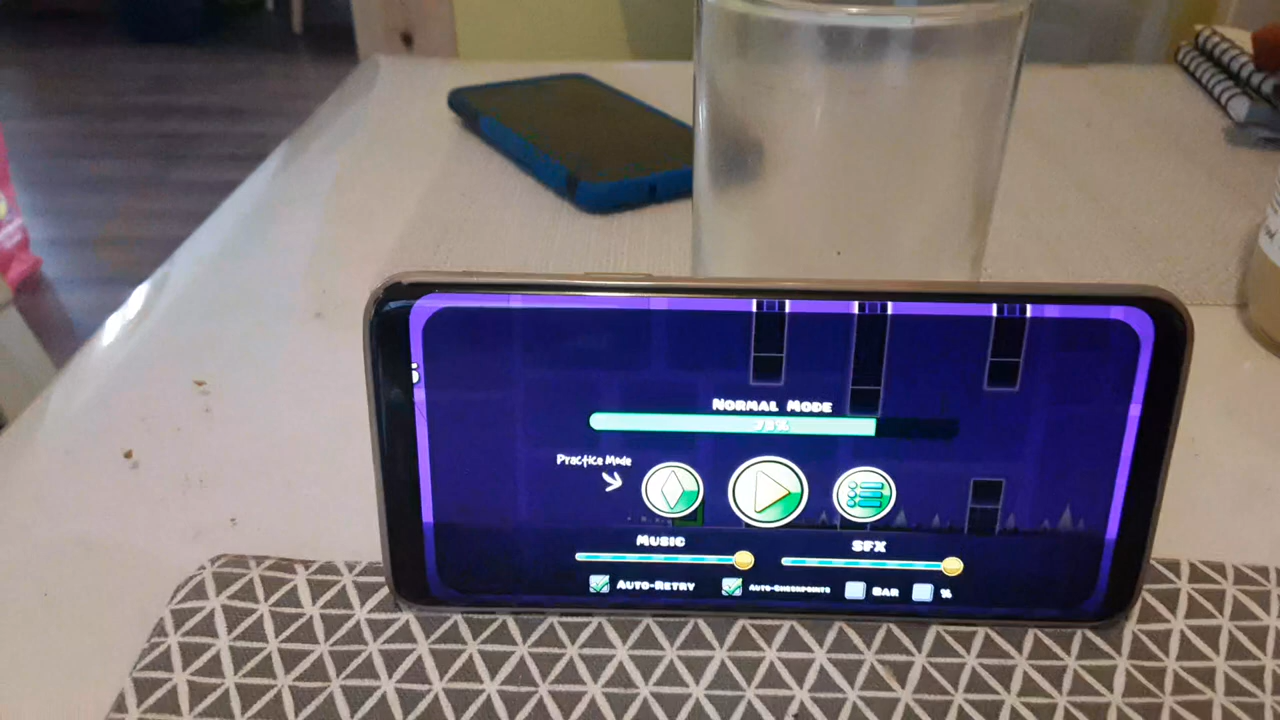 Normal Mode
Practice Mode
Music
SFX
Auto-Retry
Auto-Checkpoints
Bar
%